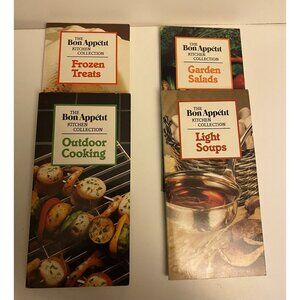 THE
Bon Appétit
KITCHEN
COLLECTION
Frozen
Treats
THE
Bon Appétit
KITCHEN
COLLECTION
Garden
Salads
THE
Bon Appétit
KITCHEN
COLLECTION
Outdoor
Cooking
THE
Bon Appétit
KITCHEN
COLLECTION
Light
Soups